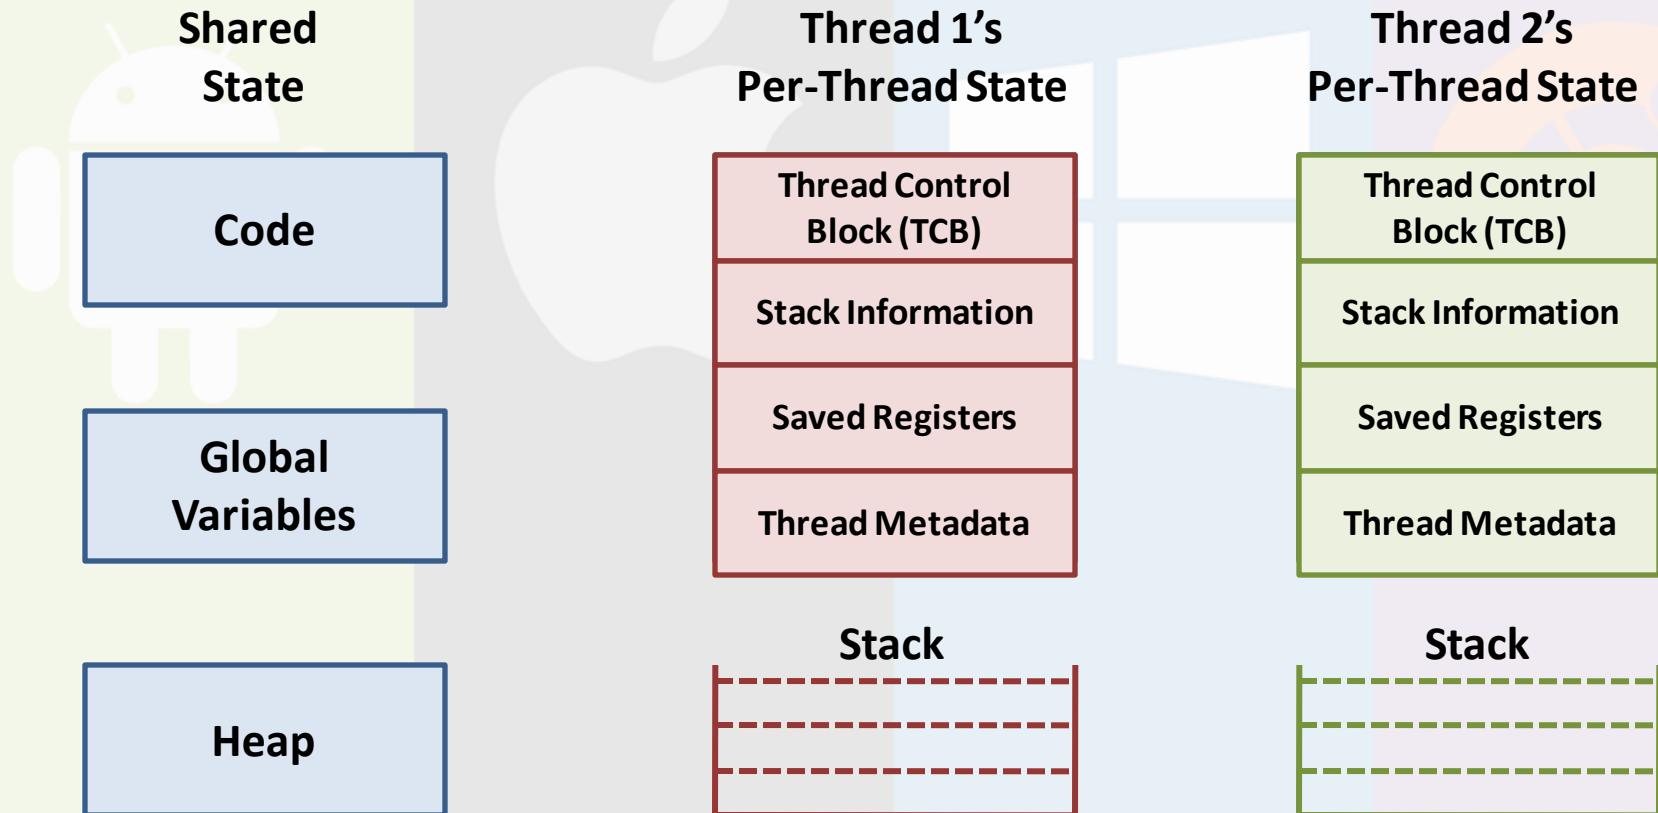 Shared
State
Code
Global
Variables
Heap
Thread 1’s
Per-Thread State
Thread Control
Block (TCB)
Stack Information
Saved Registers
Thread Metadata
Stack
Thread 2’s
Per-Thread State
Thread Control
Block (TCB)
Stack Information
Saved Registers
Thread Metadata
Stack